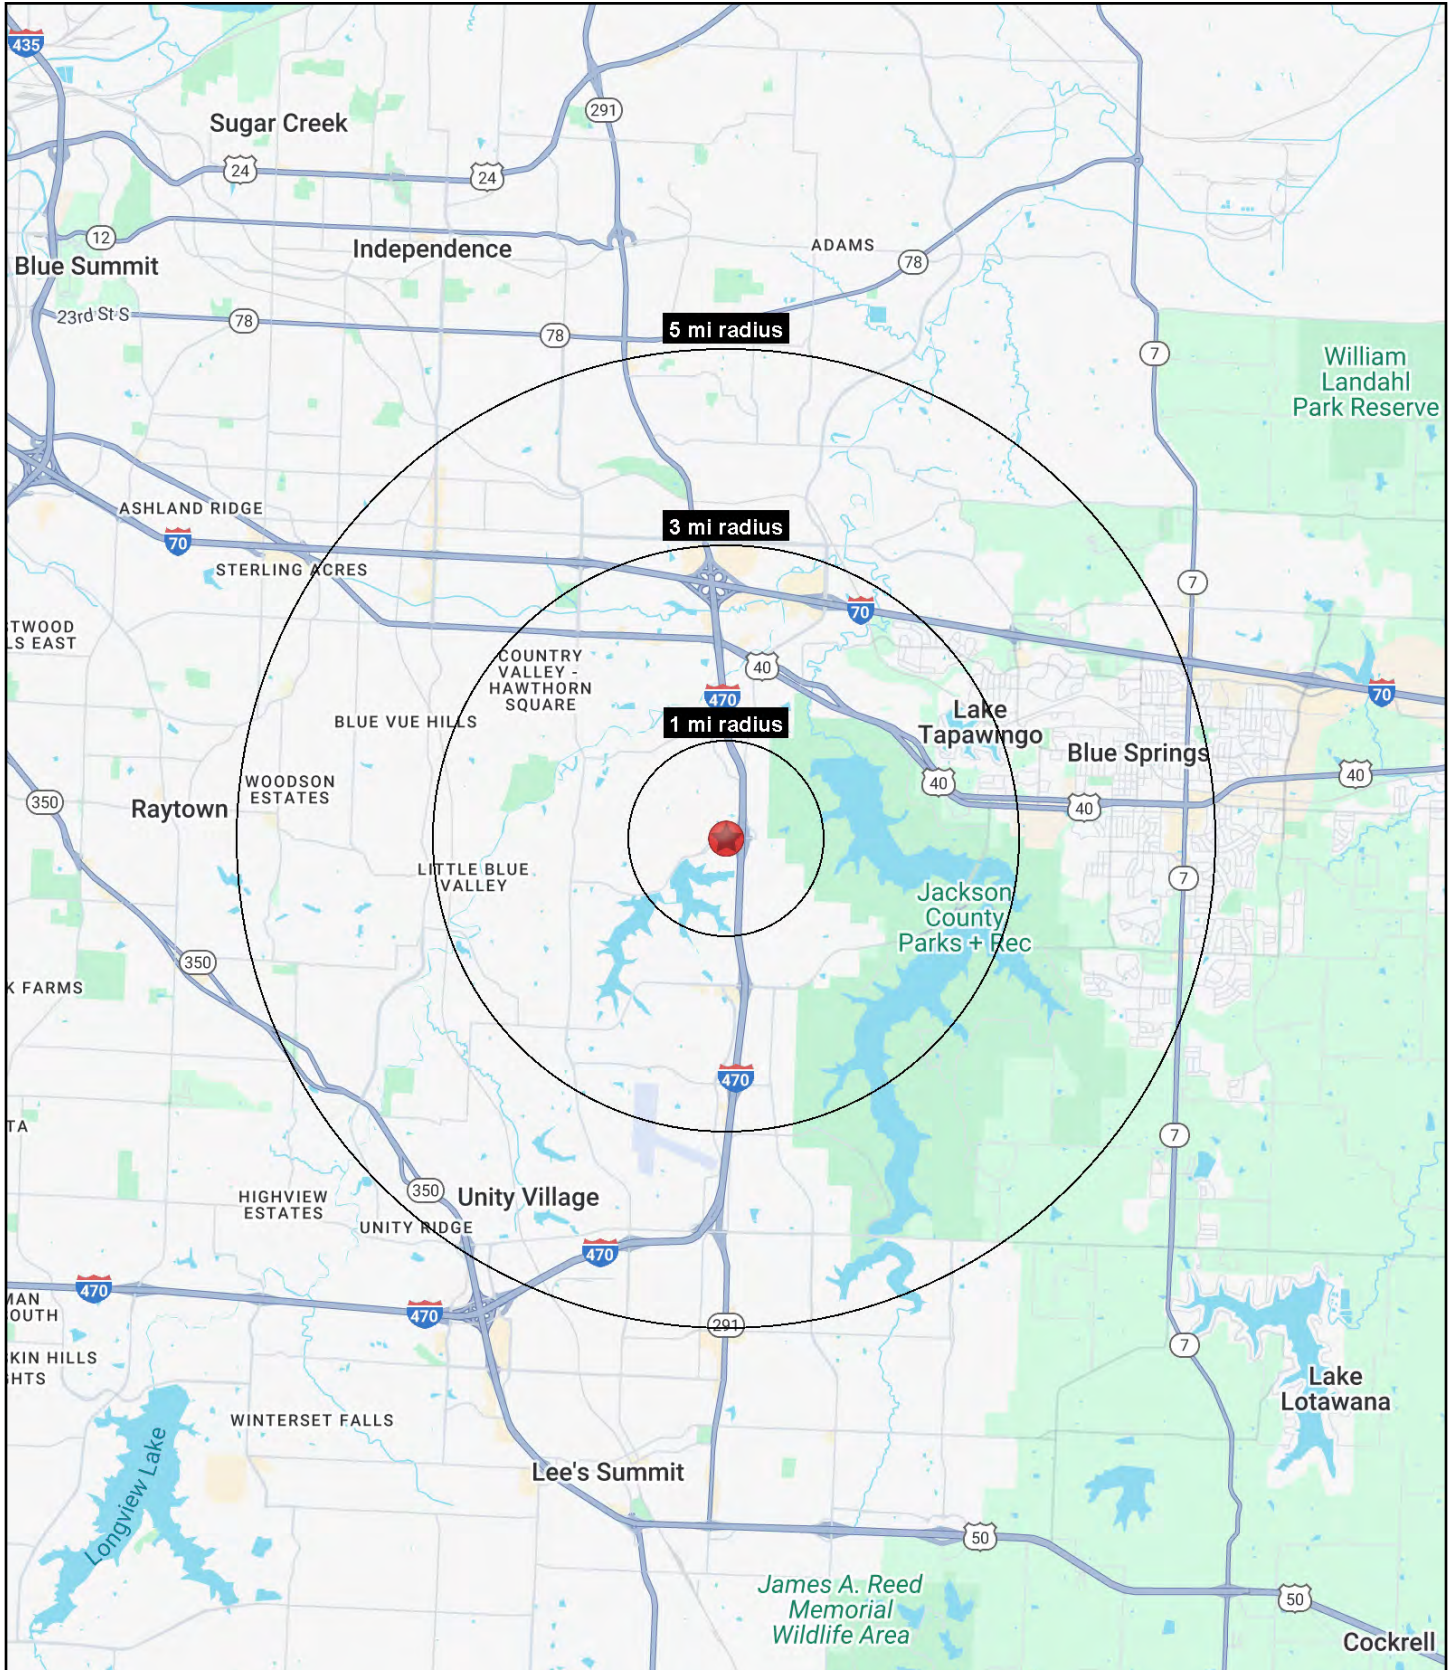 435
Sugar Creek
291
24
24
12
Independence
ADAMS
78
Blue Summit
23rd St S
78
78
5 mi radius
7
William
Landahl
Park Reserve
ASHLAND RIDGE
3 mi radius
70
STERLING ACRES
7
70
STWOOD
LS EAST
COUNTRY
VALLEY -
HAWTHORN
SQUARE
40
470
70
BLUE VUE HILLS
1 mi radius
Lake
Tapawingo
Blue Springs
WOODSON
ESTATES
40
40
40
350
Raytown
LITTLE BLUE
VALLEY
7
Jackson
County
Parks + Rec
350
K FARMS
470
TA
7
350
Unity Village
HIGHVIEW
ESTATES
UNITY RIDGE
470
470
470
MAN
OUTH
291
7
KIN HILLS
HTS
Lake
Lotawana
WINTERSET FALLS
Longview Lake
Lee's Summit
50
James A. Reed
Memorial
Wildlife Area
50
Cockrell